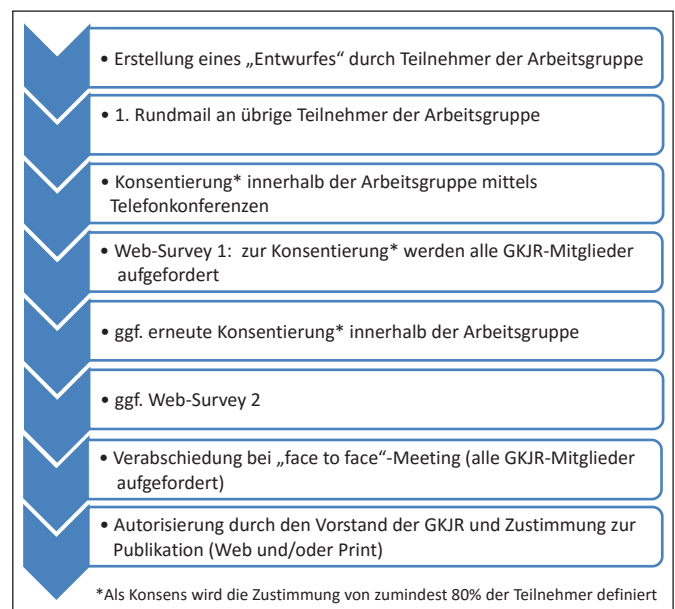 • Erstellung eines „Entwurfes“ durch Teilnehmer der Arbeitsgruppe
• 1. Rundmail an übrige Teilnehmer der Arbeitsgruppe
• Konsentierung* innerhalb der Arbeitsgruppe mittels
Telefonkonferenzen
• Web-Survey 1: zur Konsentierung* werden alle GKJR-Mitglieder
aufgefordert
• ggf. erneute Konsentierung* innerhalb der Arbeitsgruppe
• ggf. Web-Survey 2
• Verabschiedung bei „face to face“-Meeting (alle GKJR-Mitglieder
aufgefordert)
• Autorisierung durch den Vorstand der GKJR und Zustimmung zur
Publikation (Web und/oder Print)
*Als Konsens wird die Zustimmung von zumindest 80% der Teilnehmer definiert